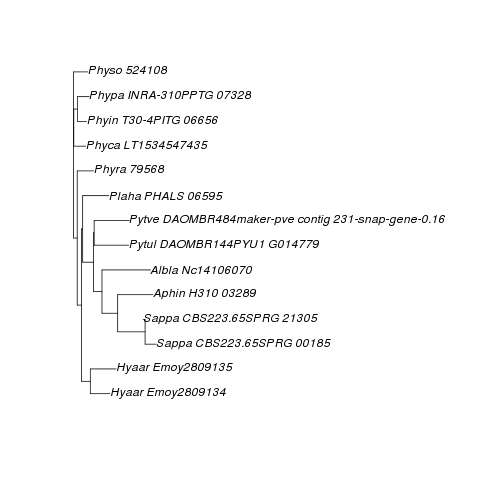 Physo 524108
Phypa INRA-310PPTG 07328
Phyin T30-4PITG 06656
Phyca LT1534547435
Phyra 79568
Plaha PHALS 06595
Pytve DAOMBR484maker-pve contig 231-snap-gene-0.16
Pytul DAOMBR144PYU1 G014779
Albla Nc14106070
Aphin H310 03289
Sappa CBS223.65SPRG 21305
Sappa CBS223.65SPRG 00185
Hyaar Emoy2809135
Hyaar Emoy2809134